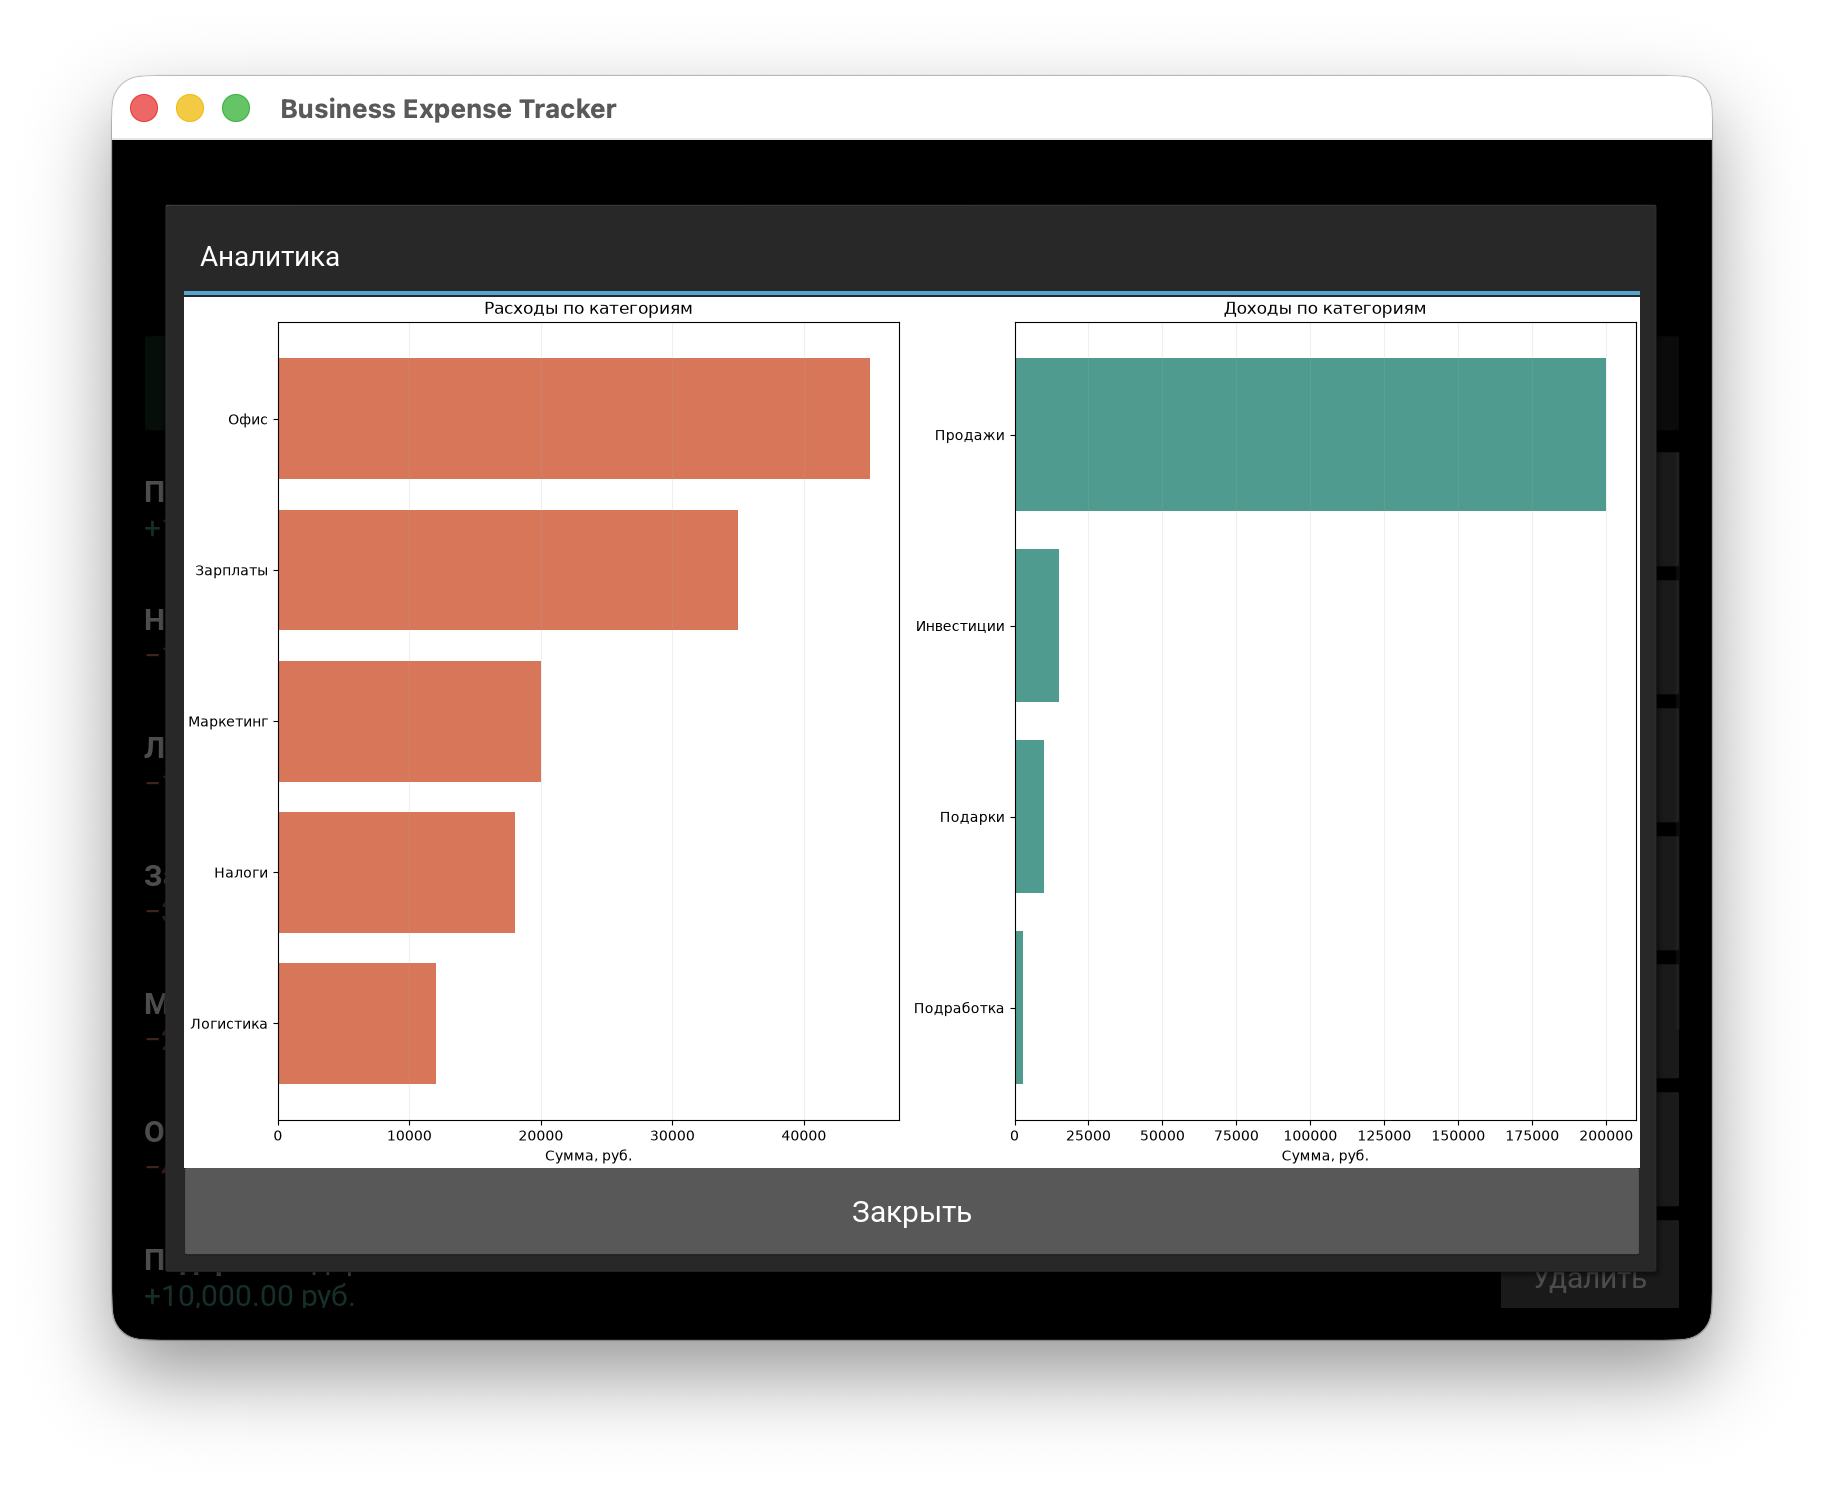 Business Expense Tracker
Аналитика
Расходы по категориям
Офис
Зарплаты
Маркетинг
Налоги
Логистика
0 10000 20000 30000 40000
Сумма, руб.
Доходы по категориям
Продажи
Инвестиции
Подарки
Подработка
0 25000 50000 75000 100000 125000 150000 175000 200000
Сумма, руб.
Закрыть
+10,000.00 руб.
Удалить